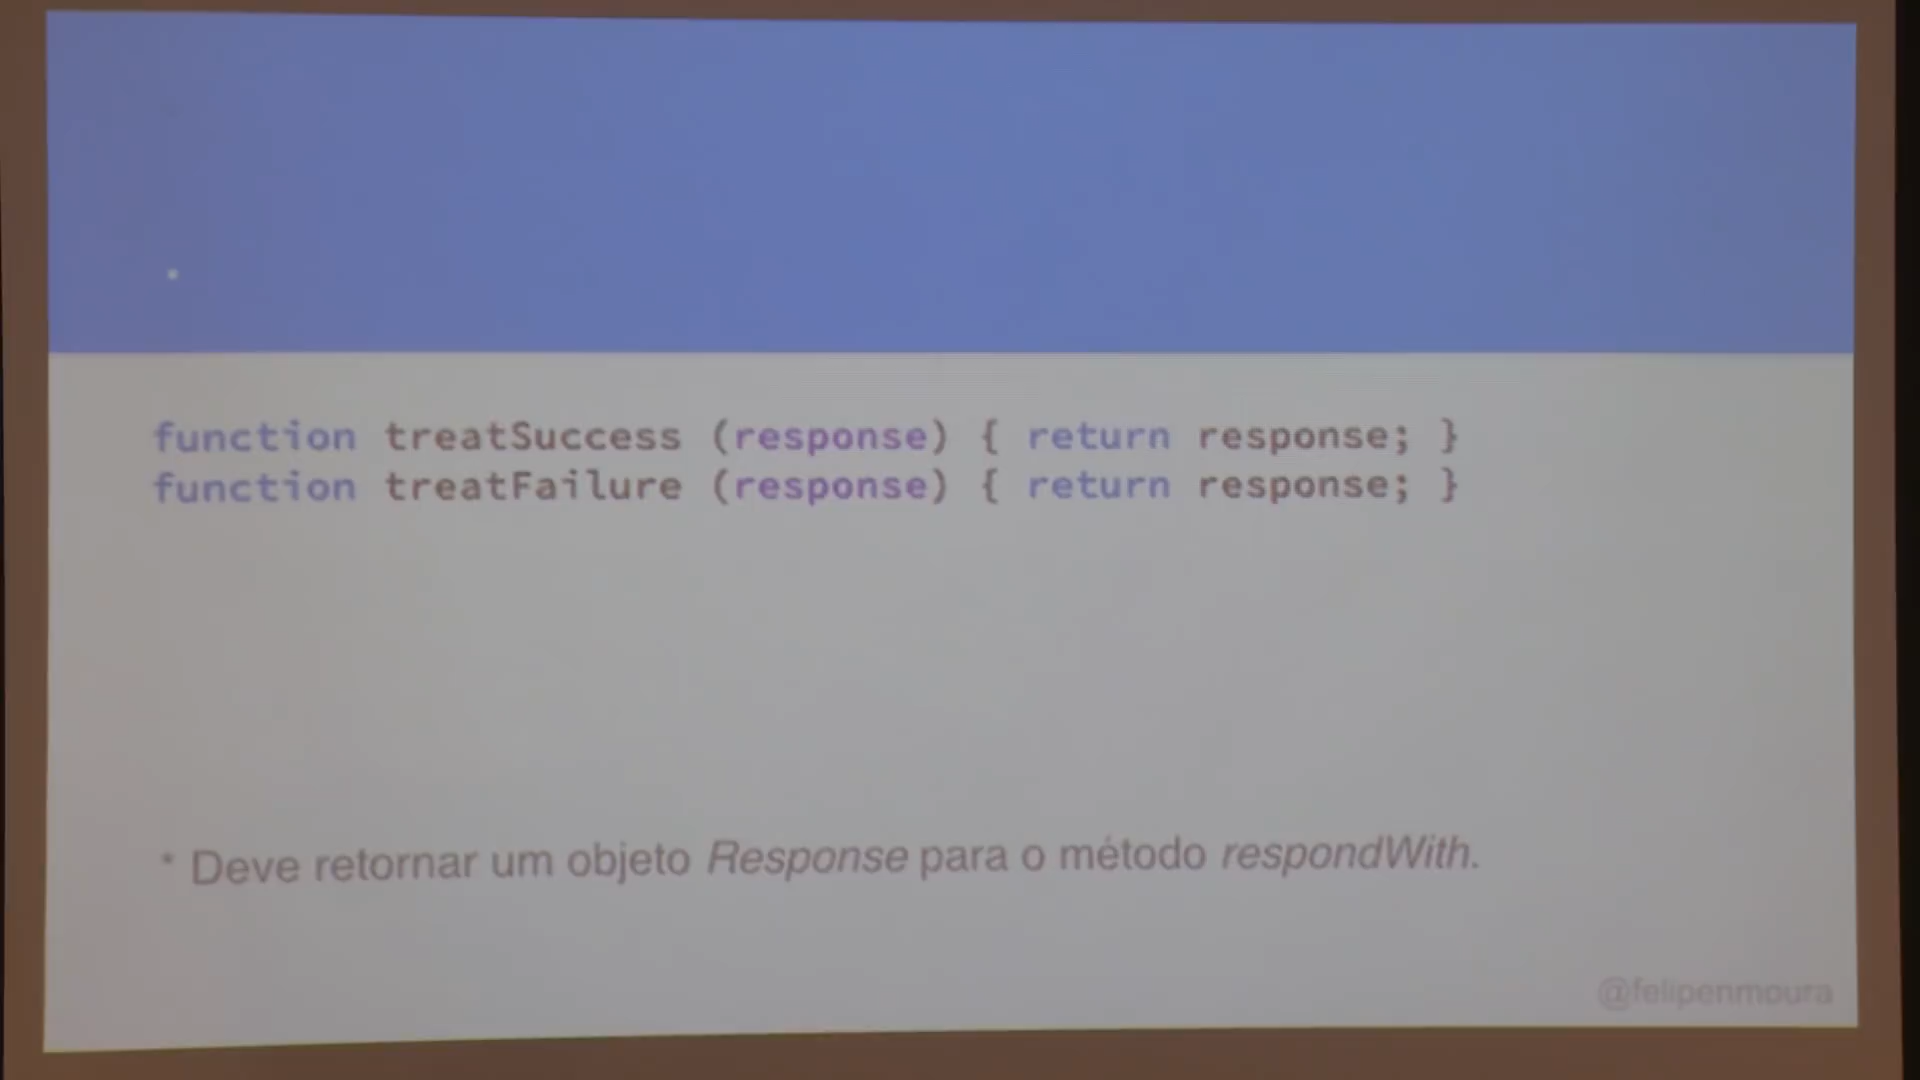 .
function treatSuccess (response) { return response; }
function treatFailure (response) { return response; }
* Deve retornar um objeto Response para o método respondWith.
@felipenmoura